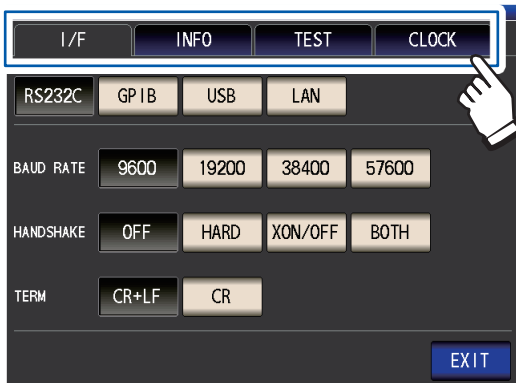 I/F INFO TEST CLOCK
RS232C GPIB USB LAN
BAUD RATE 9600 19200 38400 57600
HANDSHAKE OFF HARD XON/OFF BOTH
TERM CR+LF CR
EXIT